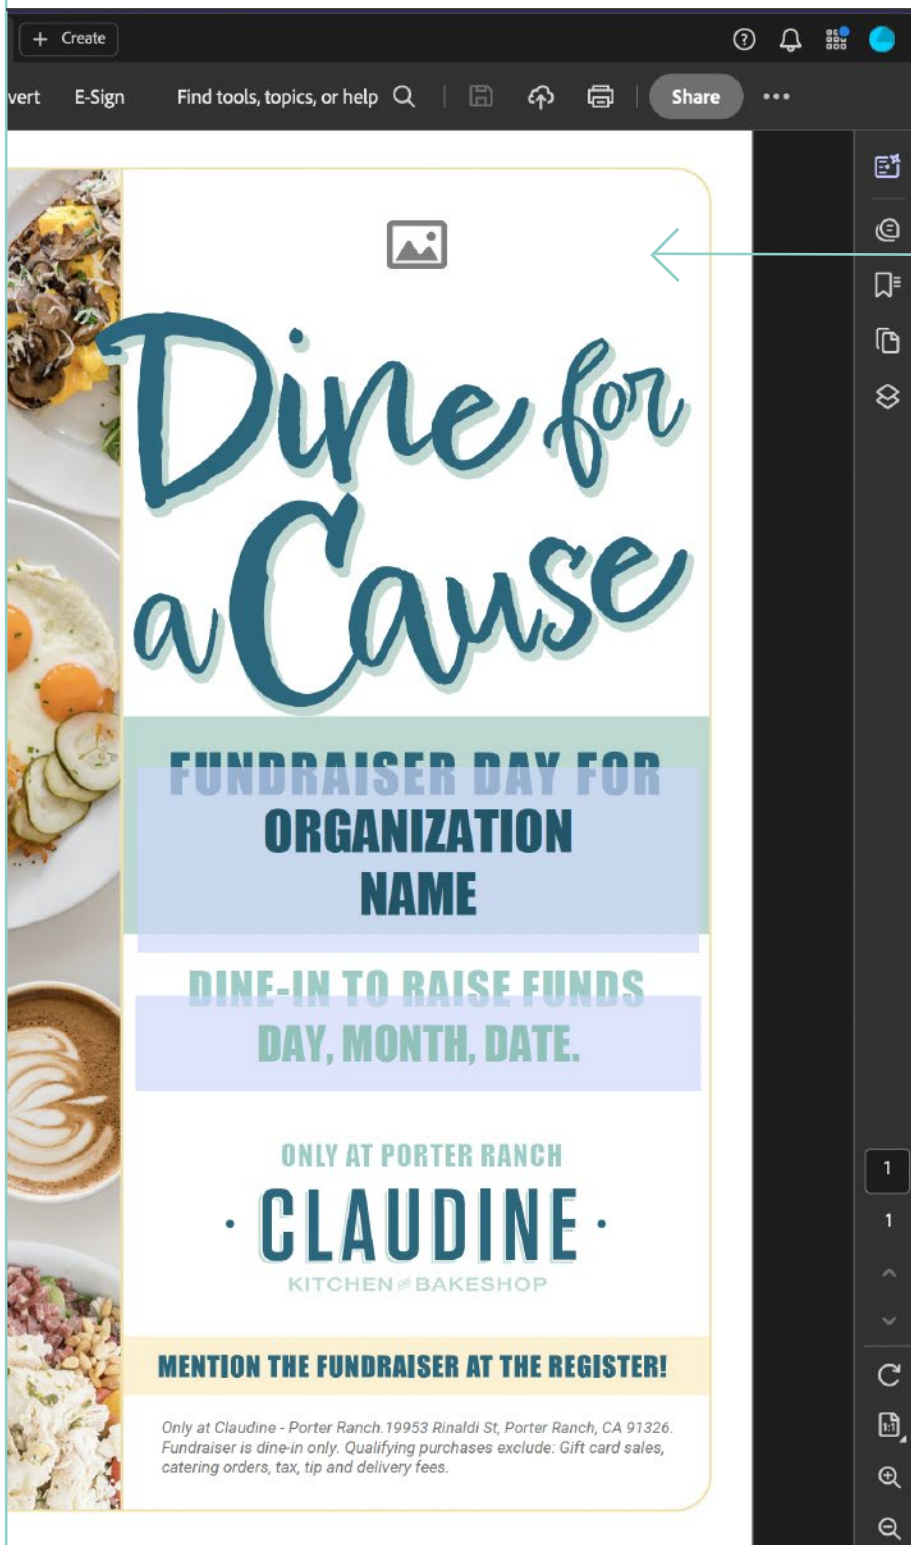 + Create
vert E-Sign Find tools, topics, or help Share
Dine for
a Cause
FUNDRAISER DAY FOR
ORGANIZATION
NAME
DINE-IN TO RAISE FUNDS
DAY, MONTH, DATE.
ONLY AT PORTER RANCH
· CLAUDINE ·
KITCHEN and BAKESHOP
MENTION THE FUNDRAISER AT THE REGISTER!
Only at Claudine - Porter Ranch.19953 Rinaldi St, Porter Ranch, CA 91326.
Fundraiser is dine-in only. Qualifying purchases exclude: Gift card sales,
catering orders, tax, tip and delivery fees.
1
1
1:1